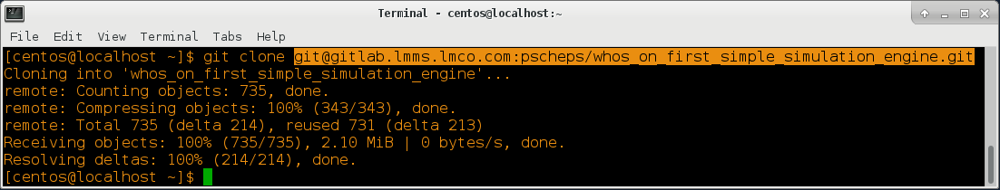 Terminal - centos@localhost:~
File Edit View Terminal Tabs Help
[centos@localhost ~]$ git clone git@gitlab.lmms.lmco.com:pscheps/whos_on_first_simple_simulation_engine.git
Cloning into 'whos_on_first_simple_simulation_engine'...
remote: Counting objects: 735, done.
remote: Compressing objects: 100% (343/343), done.
remote: Total 735 (delta 214), reused 731 (delta 213)
Receiving objects: 100% (735/735), 2.10 MiB | 0 bytes/s, done.
Resolving deltas: 100% (214/214), done.
[centos@localhost ~]$